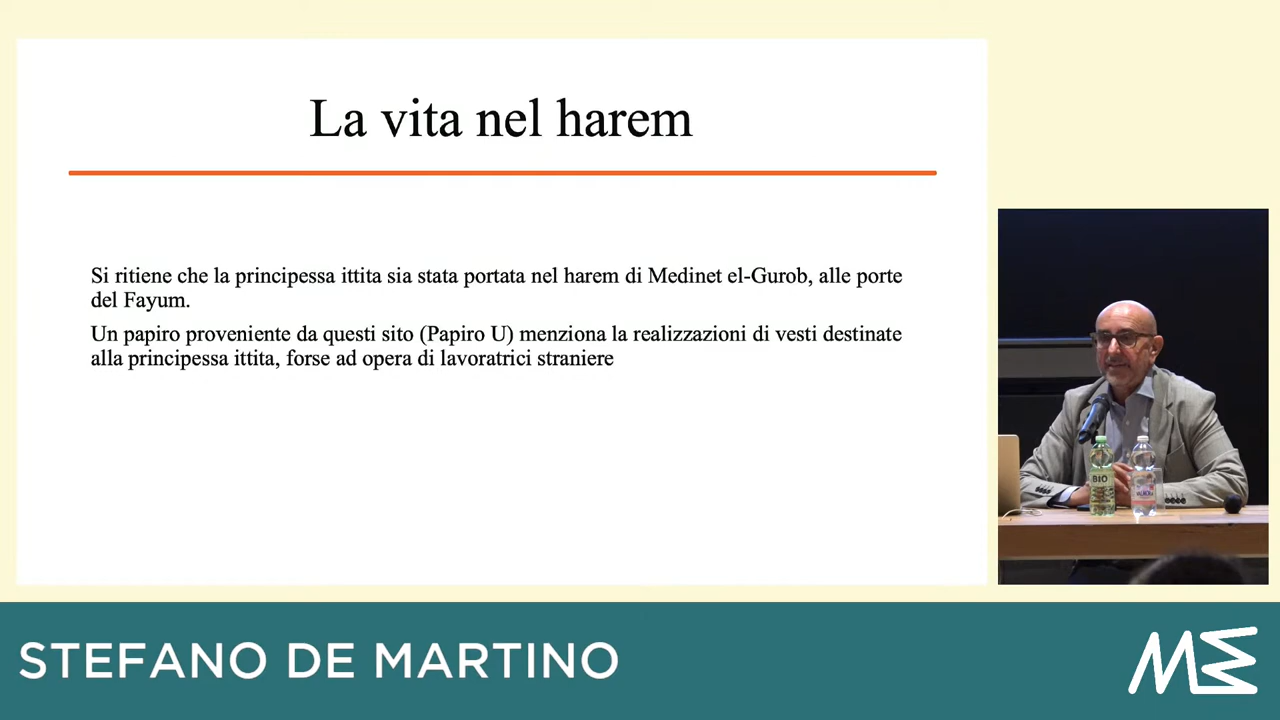 La vita nel harem
Si ritiene che la principessa ittita sia stata portata nel harem di Medinet el-Gurob, alle porte
del Fayum.
Un papiro proveniente da questi sito (Papiro U) menziona la realizzazioni di vesti destinate
alla principessa ittita, forse ad opera di lavoratrici straniere
BIO
STEFANO DE MARTINO
ME